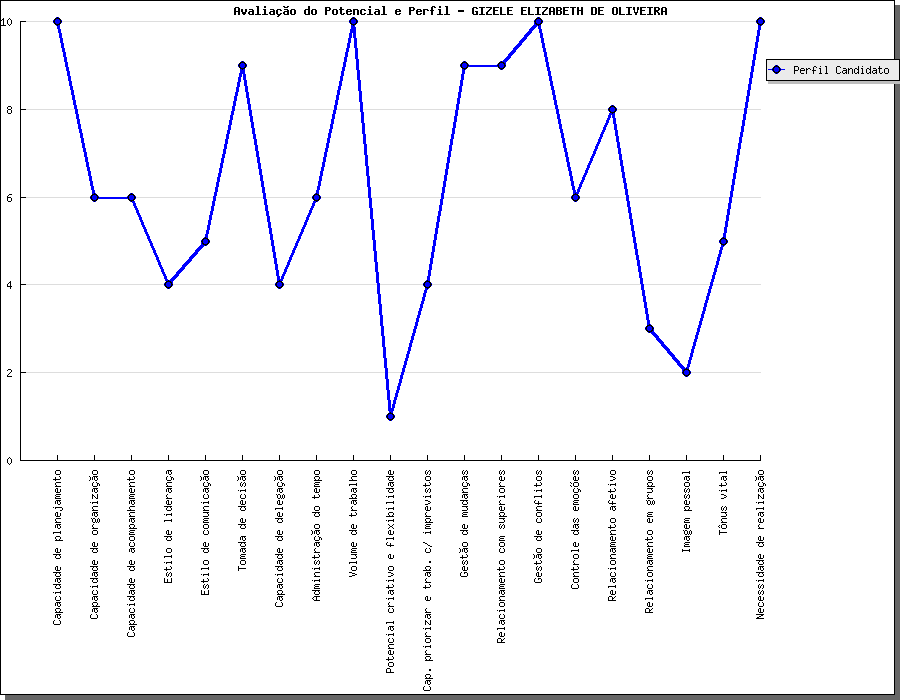 Avaliação do Potencial e Perfil - GIZELE ELIZABETH DE OLIVEIRA
Perfil Candidato
10
8
6
4
2
0
Capacidade de planejamento
Capacidade de organização
Capacidade de acompanhamento
Estilo de liderança
Estilo de comunicação
Tomada de decisão
Capacidade de delegação
Administração do tempo
Volume de trabalho
Potencial criativo e flexibilidade
Cap. priorizar e trab. c/ imprevistos
Gestão de mudanças
Relacionamento com superiores
Gestão de conflitos
Controle das emoções
Relacionamento afetivo
Relacionamento em grupos
Imagem pessoal
Tônus vital
Necessidade de realização